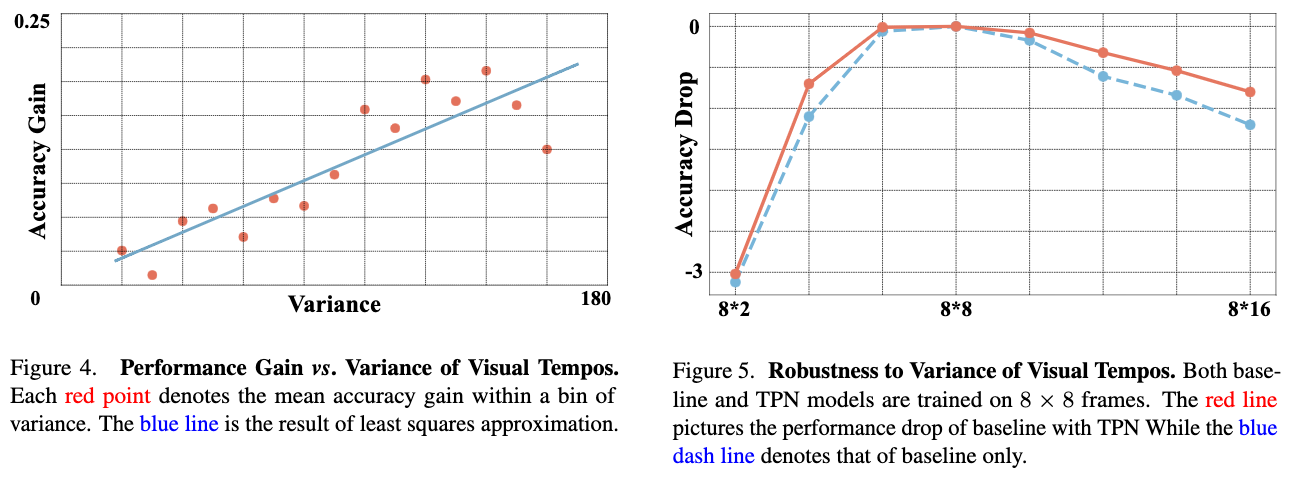 0.25
Accuracy Gain
0
Variance
180
Figure 4. Performance Gain vs. Variance of Visual Tempos.
Each red point denotes the mean accuracy gain within a bin of
variance. The blue line is the result of least squares approximation.
0
Accuracy Drop
-3
8*2
8*8
8*16
Figure 5. Robustness to Variance of Visual Tempos. Both base-
line and TPN models are trained on 8 × 8 frames. The red line
pictures the performance drop of baseline with TPN While the blue
dash line denotes that of baseline only.